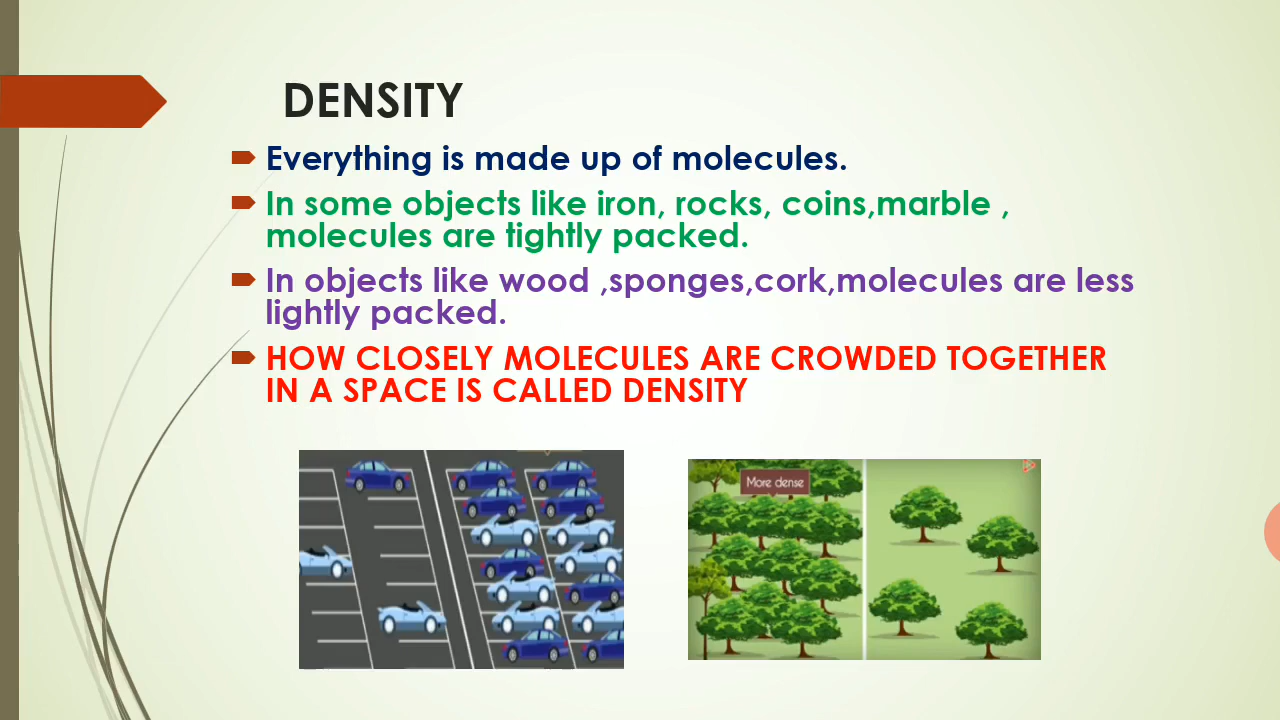 DENSITY
Everything is made up of molecules.
In some objects like iron, rocks, coins,marble ,
molecules are tightly packed.
In objects like wood ,sponges,cork,molecules are less
lightly packed.
HOW CLOSELY MOLECULES ARE CROWDED TOGETHER
IN A SPACE IS CALLED DENSITY
More dense